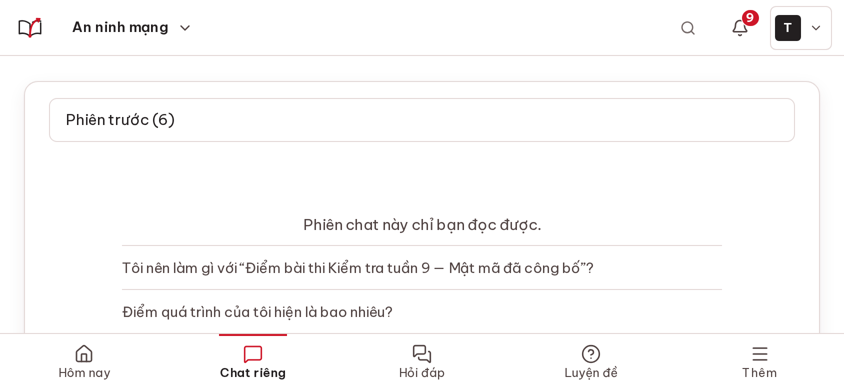 An ninh mạng
9
T
Phiên trước (6)
Phiên chat này chỉ bạn đọc được.
Tôi nên làm gì với “Điểm bài thi Kiểm tra tuần 9 — Mật mã đã công bố”?
Điểm quá trình của tôi hiện là bao nhiêu?
Hôm nay
Chat riêng
Hỏi đáp
Luyện đề
Thêm